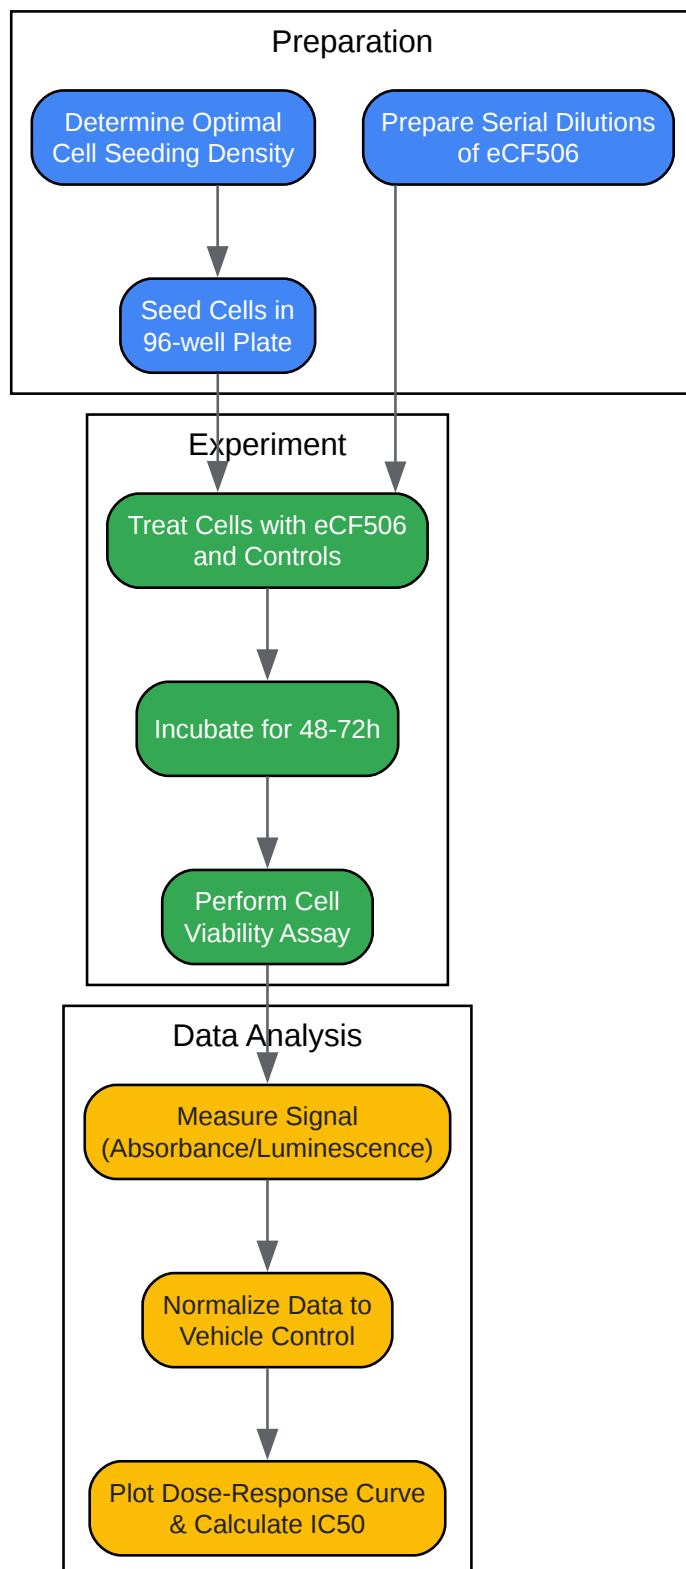 Preparation
Determine Optimal
Cell Seeding Density
Prepare Serial Dilutions
of eCF506
Seed Cells in
96-well Plate
Experiment
Treat Cells with eCF506
and Controls
Incubate for 48-72h
Perform Cell
Viability Assay
Data Analysis
Measure Signal
(Absorbance/Luminescence)
Normalize Data to
Vehicle Control
Plot Dose-Response Curve
& Calculate IC50